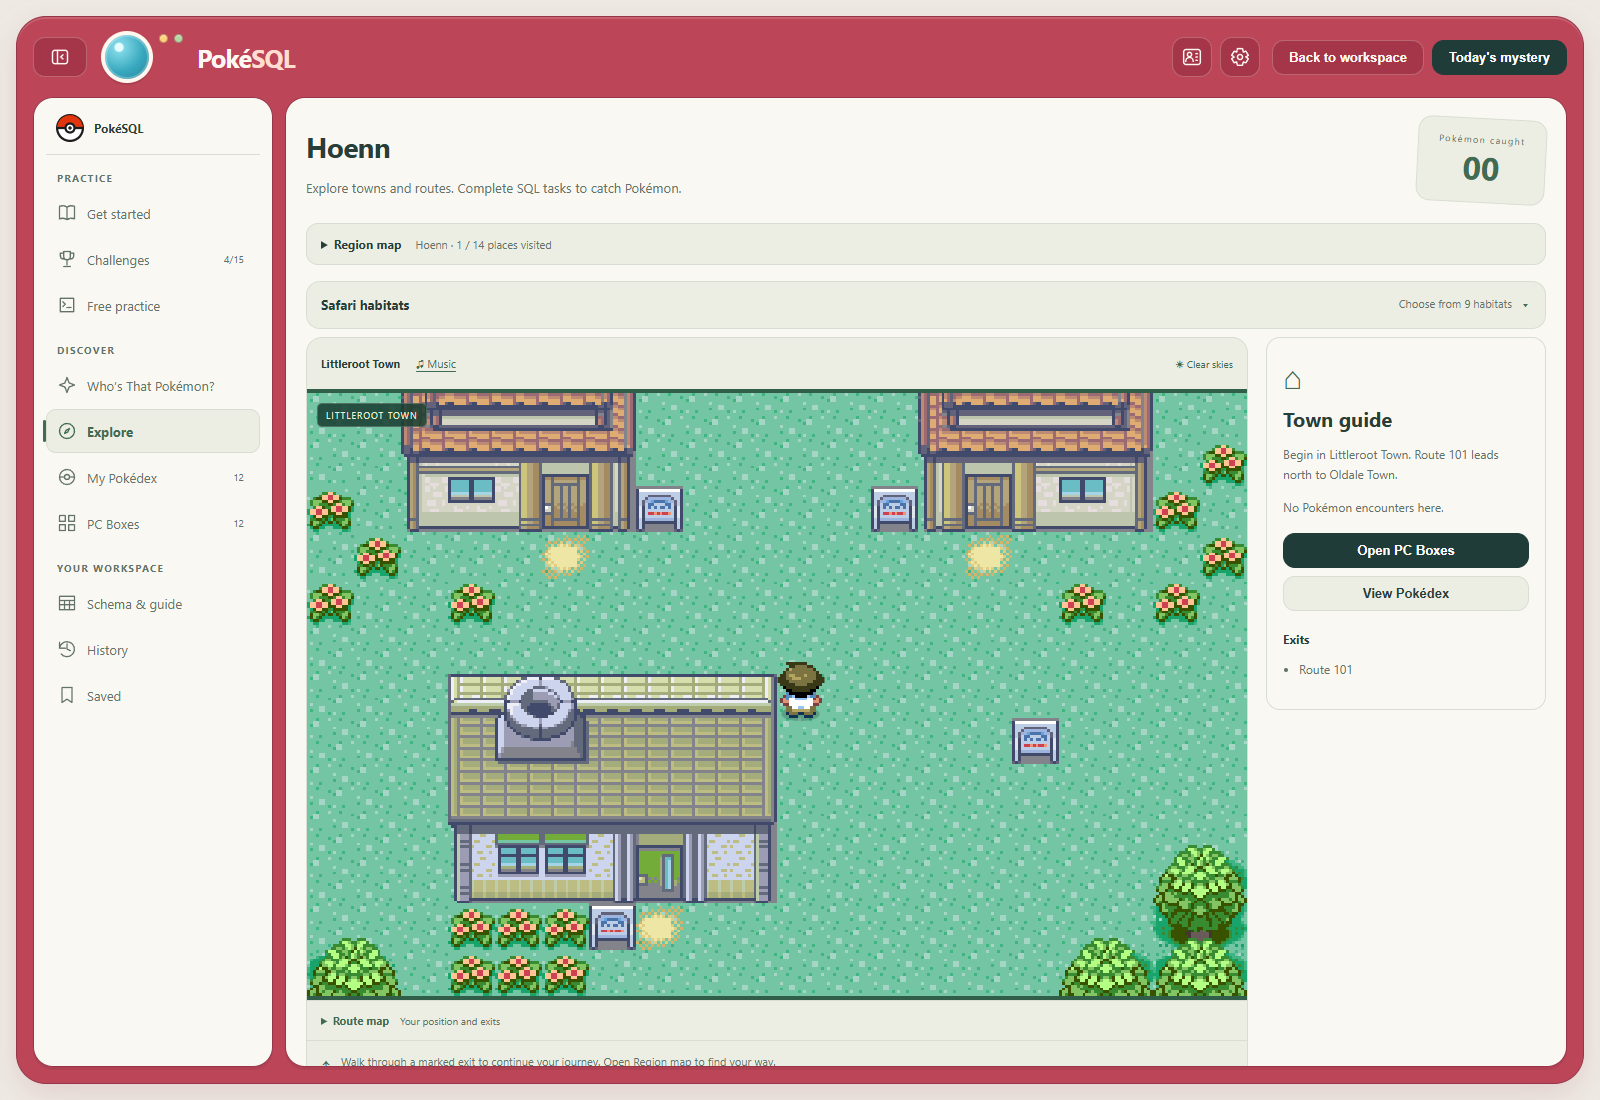 PokéSQL
Back to workspace
Today's mystery
PokéSQL
PRACTICE
Get started
Challenges 4/15
Free practice
DISCOVER
Who's That Pokémon?
Explore
My Pokédex 12
PC Boxes 12
YOUR WORKSPACE
Schema & guide
History
Saved
Hoenn
Explore towns and routes. Complete SQL tasks to catch Pokémon.
Pokémon caught
00
Region map Hoenn · 1 / 14 places visited
Safari habitats Choose from 9 habitats
Littleroot Town ♫ Music ☀ Clear skies
LITTLEROOT TOWN
Route map Your position and exits
Walk through a marked exit to continue your journey. Open Region map to find your way.
Town guide
Begin in Littleroot Town. Route 101 leads
north to Oldale Town.
No Pokémon encounters here.
Open PC Boxes
View Pokédex
Exits
• Route 101